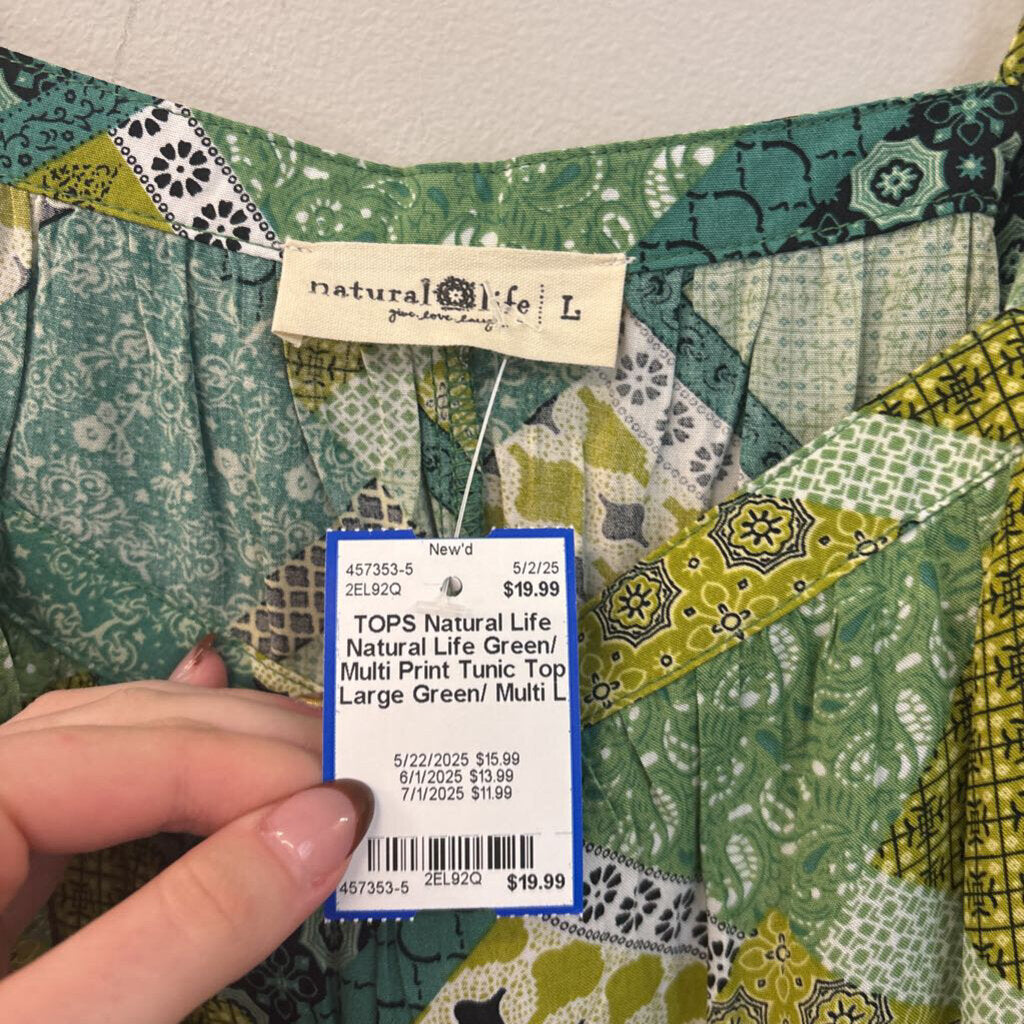 natural life L
give.love.laug
New'd
457353-5 5/2/25
2EL92Q $19.99
TOPS Natural Life
Natural Life Green/
Multi Print Tunic Top
Large Green/ Multi L
5/22/2025 $15.99
6/1/2025 $13.99
7/1/2025 $11.99
457353-5 2EL92Q $19.99